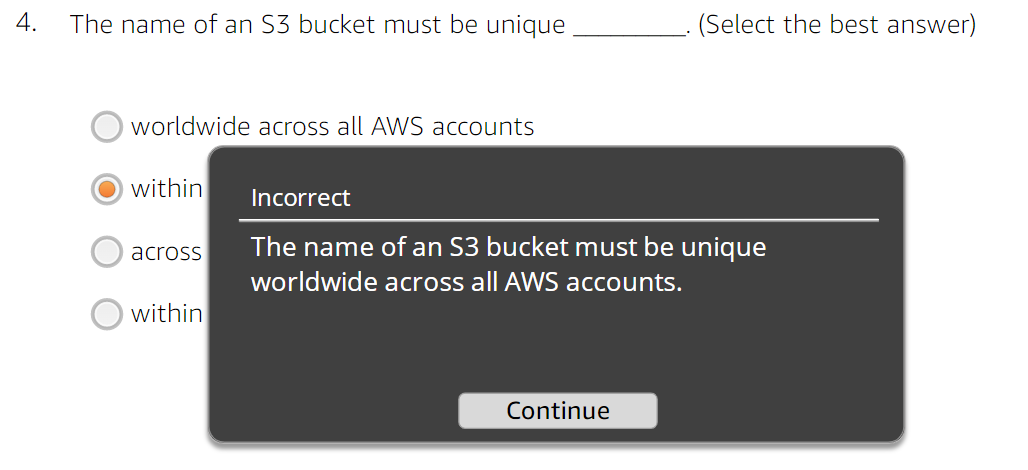 4. The name of an S3 bucket must be unique _________. (Select the best answer)
worldwide across all AWS accounts
within
across
within
Incorrect
The name of an S3 bucket must be unique
worldwide across all AWS accounts.
Continue